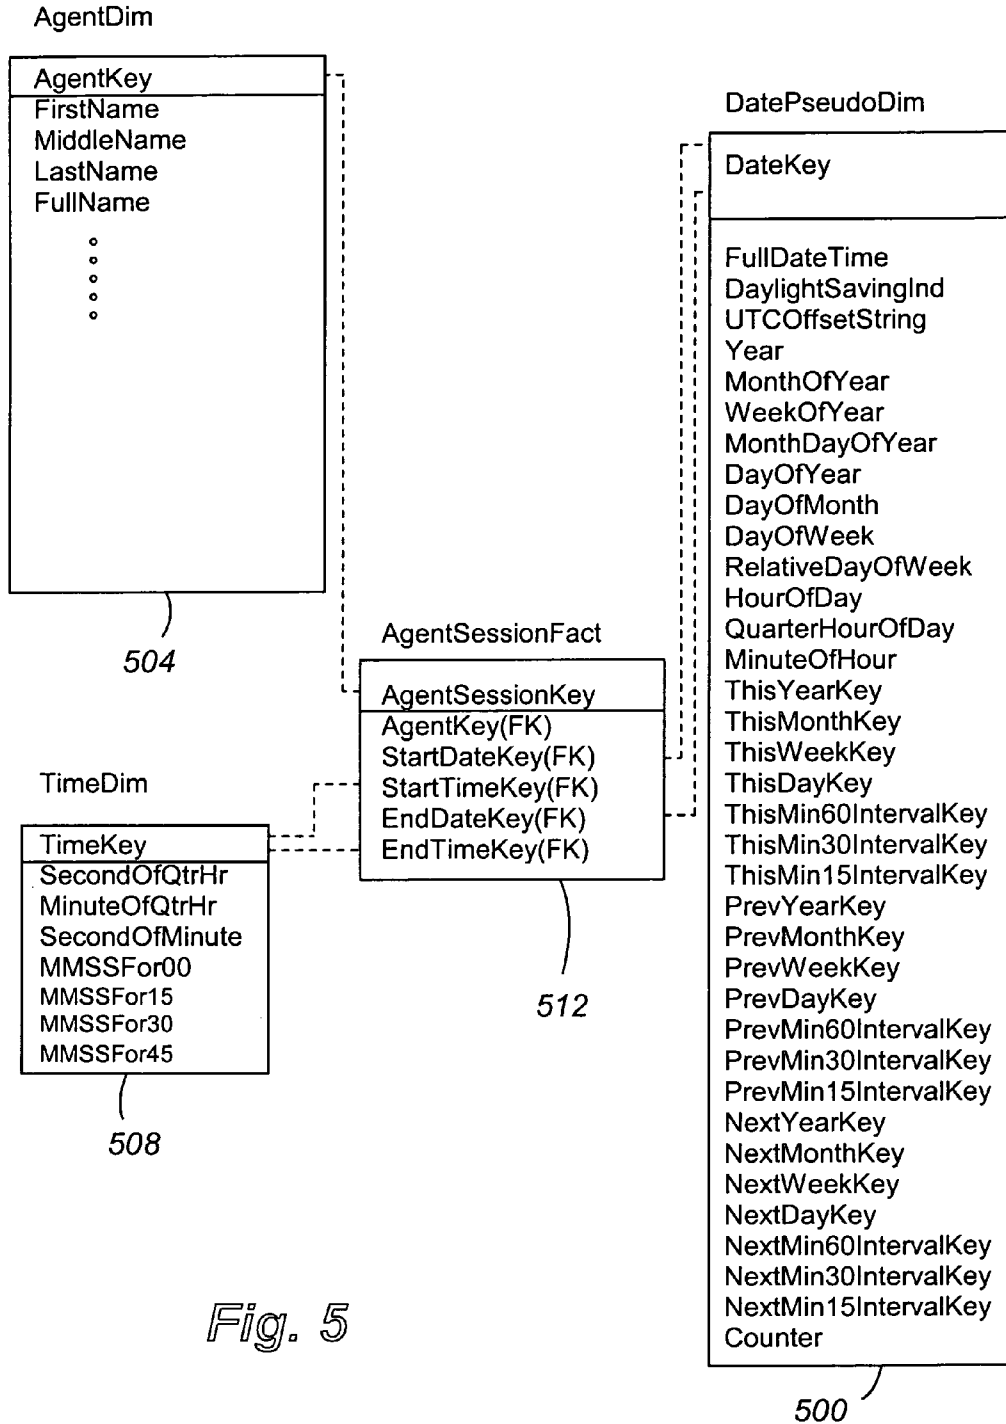 AgentDim
AgentKey
FirstName
MiddleName
LastName
FullName
504
TimeDim
TimeKey
SecondOfQtrHr
MinuteOfQtrHr
SecondOfMinute
MMSSFor00
MMSSFor15
MMSSFor30
MMSSFor45
508
AgentSessionFact
AgentSessionKey
AgentKey(FK)
StartDateKey(FK)
StartTimeKey(FK)
EndDateKey(FK)
EndTimeKey(FK)
512
DatePseudoDim
DateKey
FullDateTime
DaylightSavingInd
UTCOffsetString
Year
MonthOfYear
WeekOfYear
MonthDayOfYear
DayOfYear
DayOfMonth
DayOfWeek
RelativeDayOfWeek
HourOfDay
QuarterHourOfDay
MinuteOfHour
ThisYearKey
ThisMonthKey
ThisWeekKey
ThisDayKey
ThisMin60IntervalKey
ThisMin30IntervalKey
ThisMin15IntervalKey
PrevYearKey
PrevMonthKey
PrevWeekKey
PrevDayKey
PrevMin60IntervalKey
PrevMin30IntervalKey
PrevMin15IntervalKey
NextYearKey
NextMonthKey
NextWeekKey
NextDayKey
NextMin60IntervalKey
NextMin30IntervalKey
NextMin15IntervalKey
Counter
500
Fig. 5